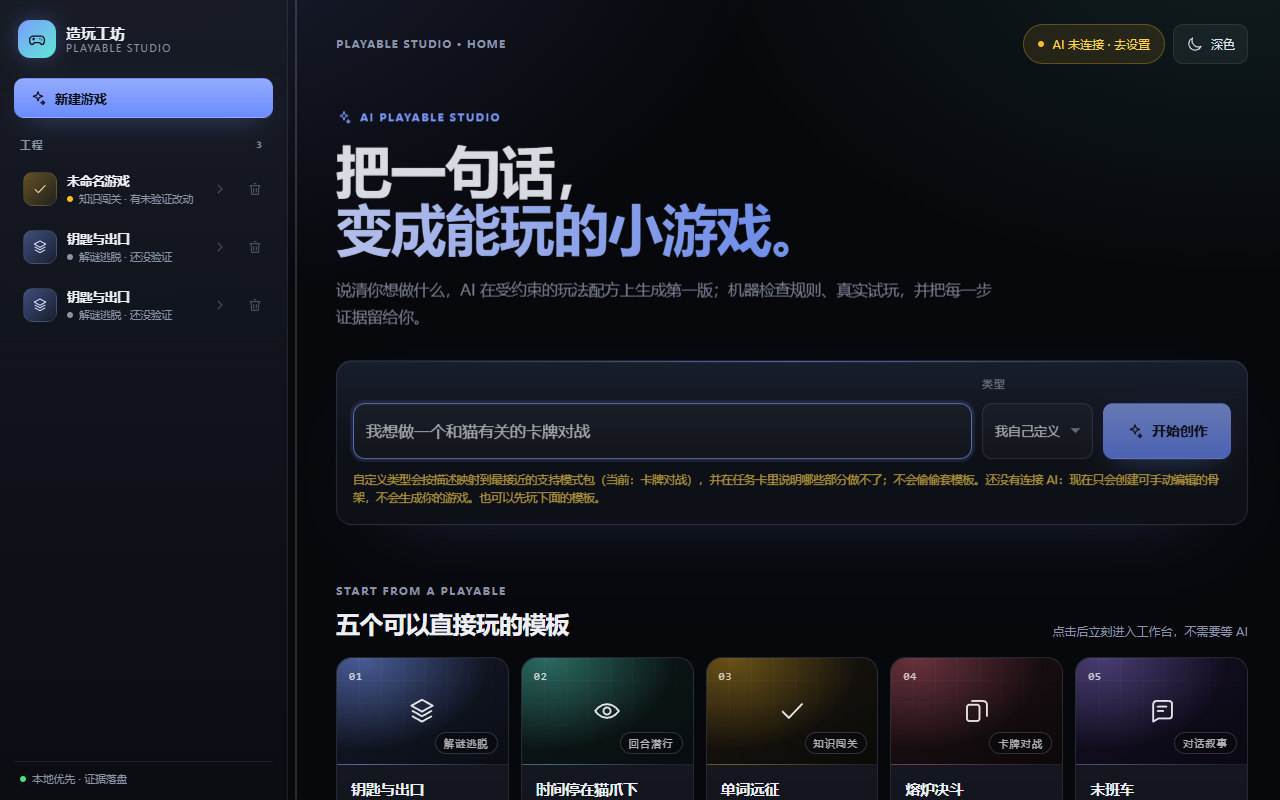 造玩工坊
PLAYABLE STUDIO
新建游戏
工程 3
未命名游戏
知识闯关 · 有未验证改动
钥匙与出口
解谜逃脱 · 还没验证
钥匙与出口
解谜逃脱 · 还没验证
本地优先 · 证据落盘
PLAYABLE STUDIO • HOME
AI 未连接 · 去设置
深色
AI PLAYABLE STUDIO
把一句话，
变成能玩的小游戏。
说清你想做什么，AI 在受约束的玩法配方上生成第一版；机器检查规则、真实试玩，并把每一步
证据留给你。
类型
我想做一个和猫有关的卡牌对战
我自己定义
开始创作
自定义类型会按描述映射到最接近的支持模式包（当前：卡牌对战），并在任务卡里说明哪些部分做不了；不会偷偷套模板。还没有连接 AI：现在只会创建可手动编辑的骨
架，不会生成你的游戏。也可以先玩下面的模板。
START FROM A PLAYABLE
五个可以直接玩的模板
点击后立刻进入工作台，不需要等 AI
01
解谜逃脱
钥匙与出口
02
回合潜行
时间停在猫爪下
03
知识闯关
单词远征
04
卡牌对战
熔炉决斗
05
对话叙事
末班车